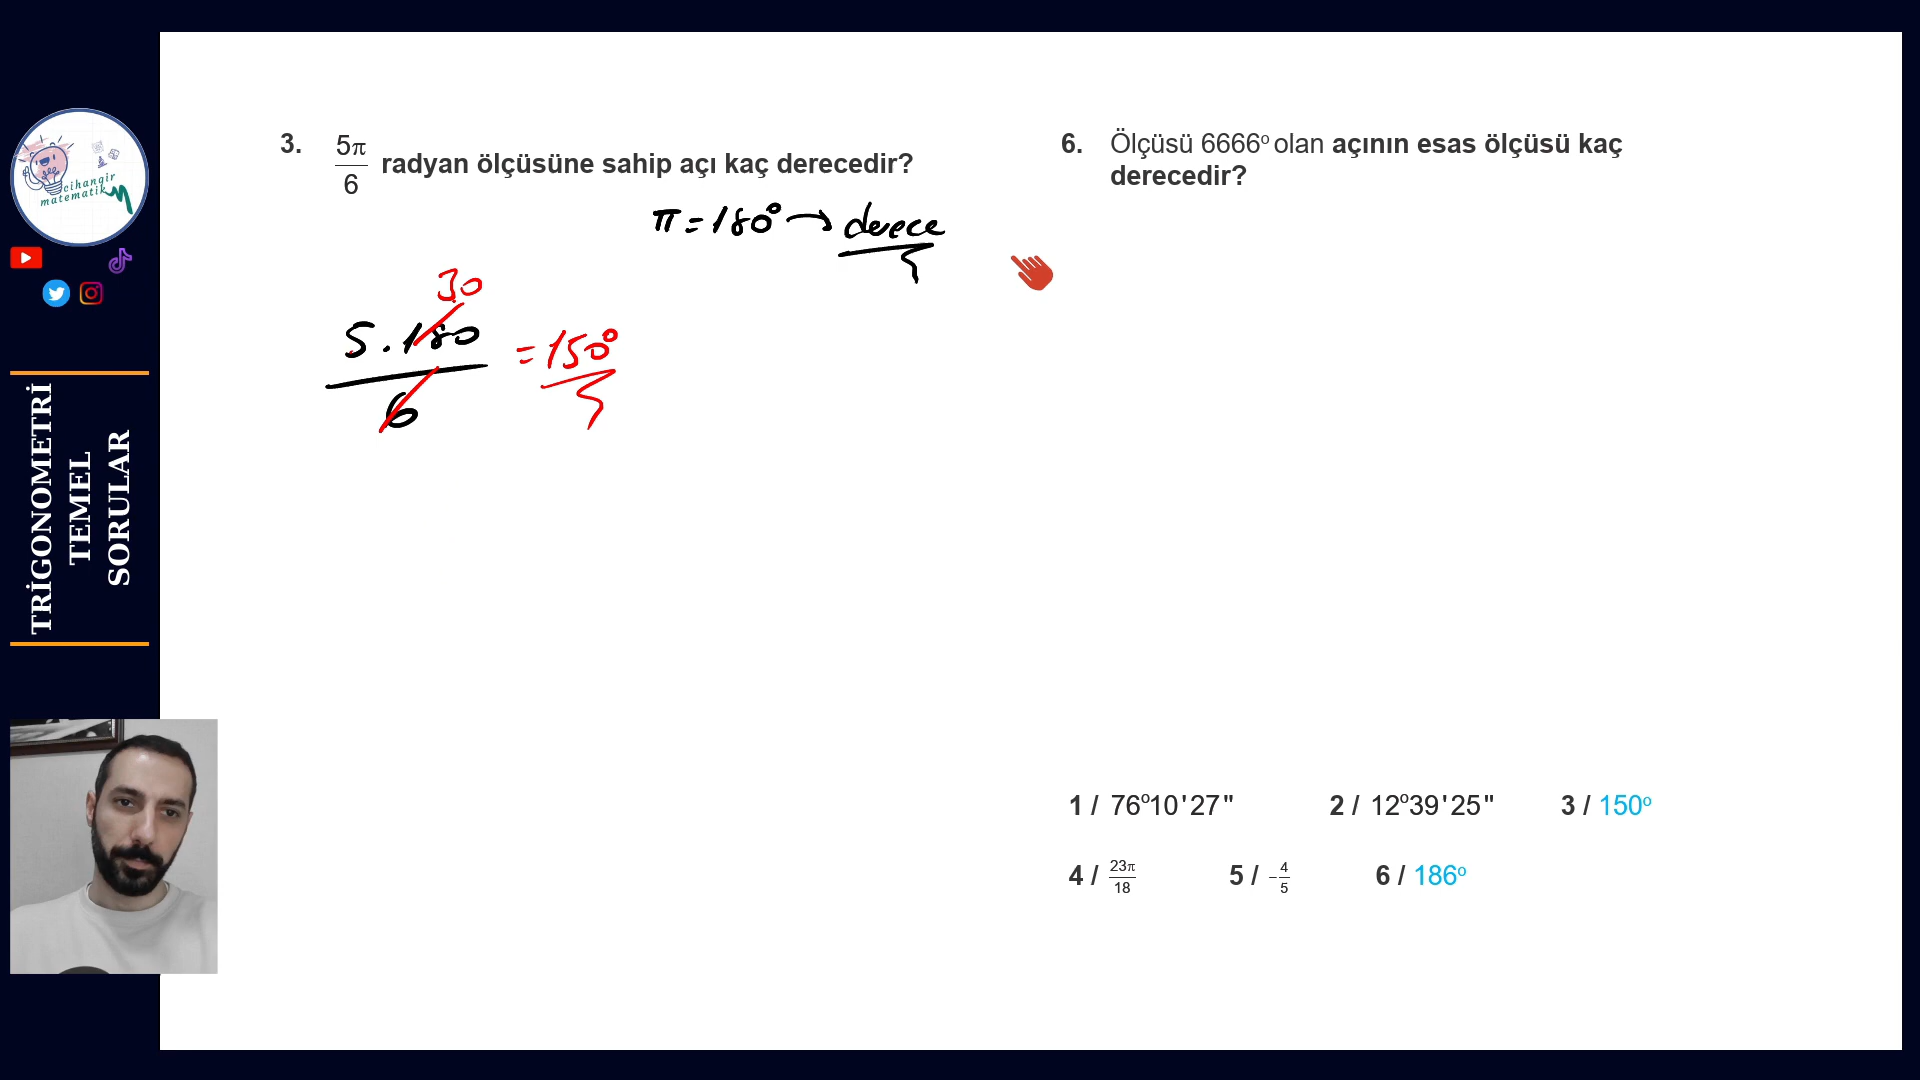 cihangir
matematik
TRİGONOMETRİ
TEMEL
SORULAR
3. 5π/6 radyan ölçüsüne sahip açı kaç derecedir?
π = 180° → derece
30
5.180/6 = 150°
6. Ölçüsü 6666° olan açının esas ölçüsü kaç
derecedir?
1 / 76°10'27" 2 / 12°39'25" 3 / 150°
4 / 23π/18 5 / -4/5 6 / 186°